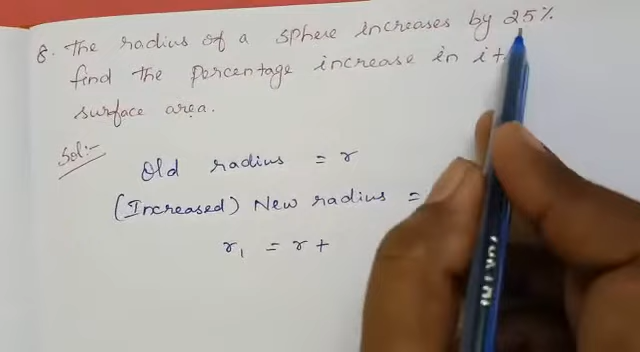 8. The radius of a sphere increases by 25%
find the percentage increase in
surface area.
Sol:-
Old radius = r
(Increased) New radius =
r₁ = r +